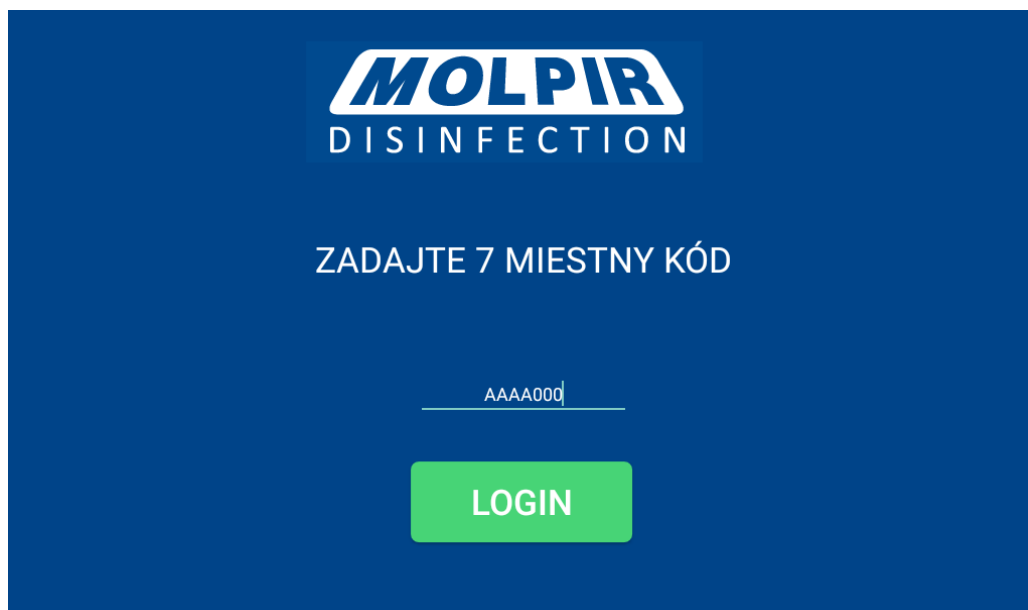 MOLPIR
DISINFECTION
ZADAJTE 7 MIESTNY KÓD
AAAA000
LOGIN